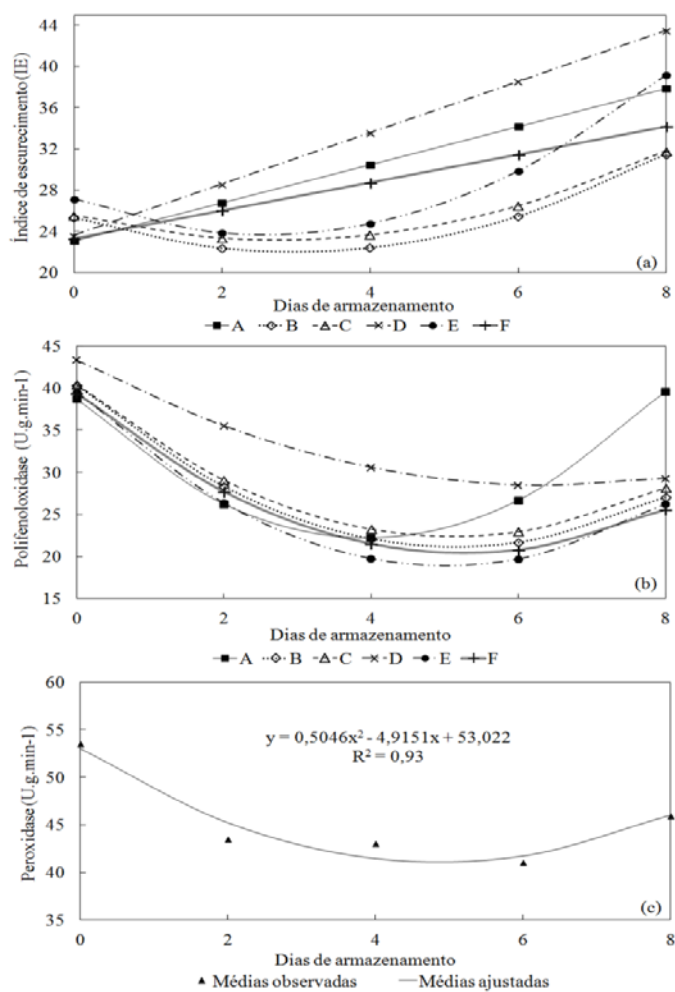 44
40
36
32
28
24
20
Índice de escurecimento (IE)
(a)
0 2 4 6 8
Dias de armazenamento
A B C D E F
45
40
35
30
25
20
15
Polifenoloxidase (U.g.min-1)
(b)
0 2 4 6 8
Dias de armazenamento
A B C D E F
60
55
50
45
40
35
Peroxidase (U.g.min-1)
y = 0,5046x² - 4,9151x + 53,022
R² = 0,93
(c)
0 2 4 6 8
Dias de armazenamento
Médias observadas Médias ajustadas